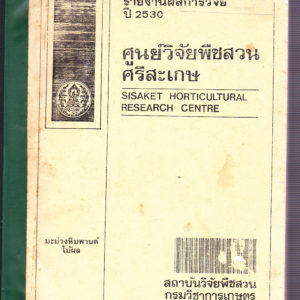 รายงานผลการวิจัย
ปี 2530
ศูนย์วิจัยพืชสวน
ศรีสะเกษ
SISAKET HORTICULTURAL
RESEARCH CENTRE
มะม่วงหิมพานต์
ไม้ผล
สถาบันวิจัยพืชสวน
กรมวิชาการเกษตร